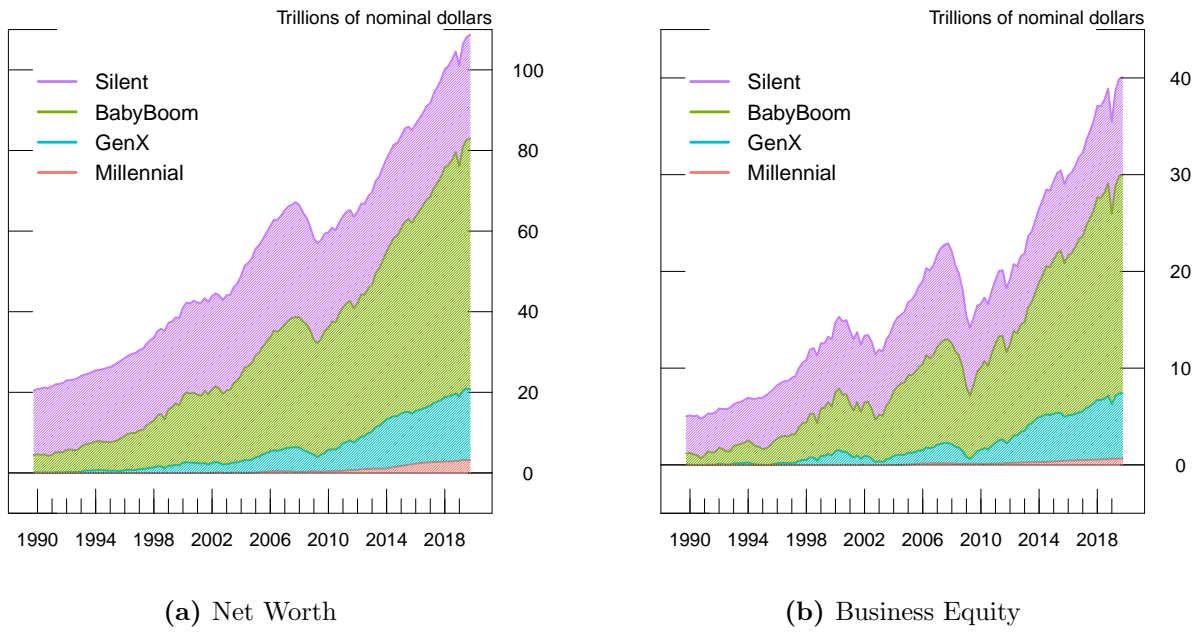 Trillions of nominal dollars
Silent
BabyBoom
GenX
Millennial
100
80
60
40
20
0
1990 1994 1998 2002 2006 2010 2014 2018
(a) Net Worth
Trillions of nominal dollars
Silent
BabyBoom
GenX
Millennial
40
30
20
10
0
1990 1994 1998 2002 2006 2010 2014 2018
(b) Business Equity